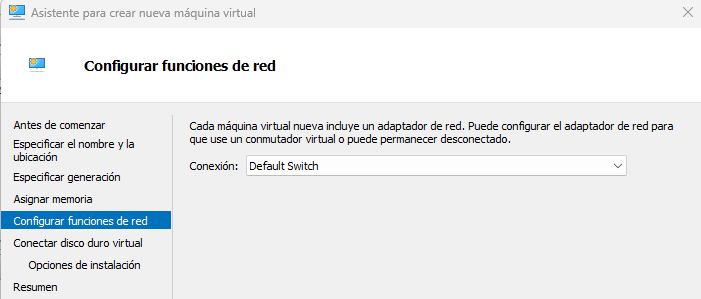 Asistente para crear nueva máquina virtual
Configurar funciones de red
Antes de comenzar
Especificar el nombre y la
ubicación
Especificar generación
Asignar memoria
Configurar funciones de red
Conectar disco duro virtual
Opciones de instalación
Resumen
Cada máquina virtual nueva incluye un adaptador de red. Puede configurar el adaptador de red para
que use un conmutador virtual o puede permanecer desconectado.
Conexión: Default Switch